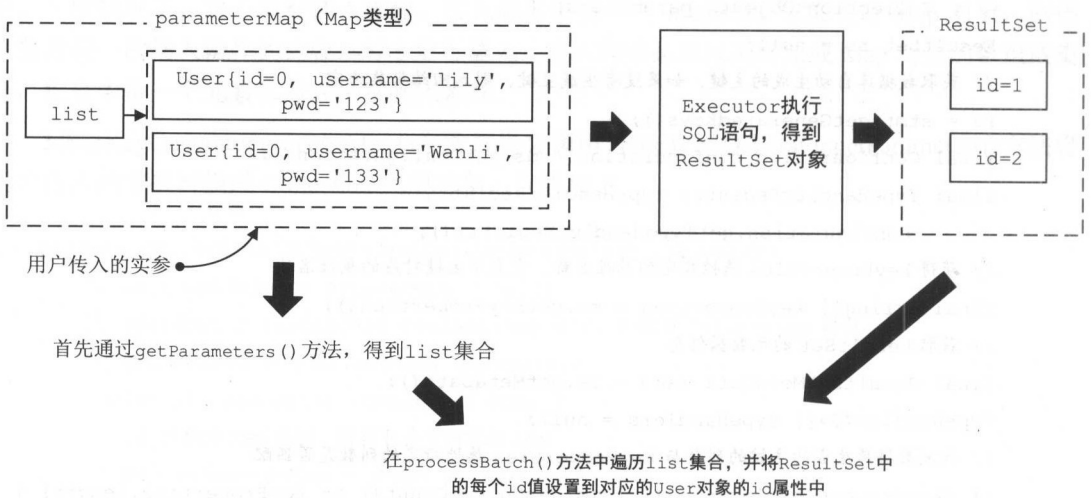 parameterMap（Map类型）
list
User{id=0, username='lily',
pwd='123'}
User{id=0, username='Wanli',
pwd='133'}
Executor执行
SQL语句，得到
ResultSet对象
ResultSet
id=1
id=2
用户传入的实参
首先通过getParameters()方法，得到list集合
在processBatch()方法中遍历list集合，并将ResultSet中
的每个id值设置到对应的User对象的id属性中